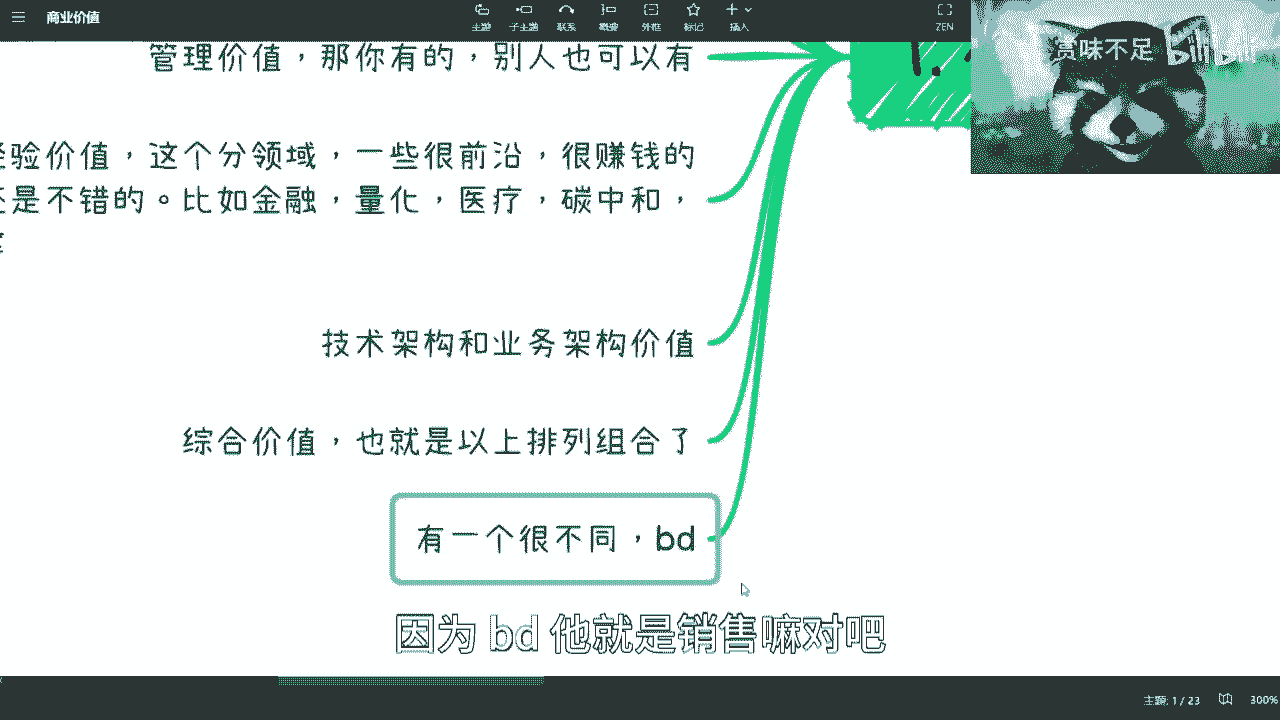 商业价值
主题
子主题
联系
概要
外框
标记
插入
ZEN
赏味不足
管理价值，那你有的，别人也可以有
验价值，这个分领域，一些很前沿，很赚钱的
还是不错的。比如金融，量化，医疗，碳中和，
技术架构和业务架构价值
综合价值，也就是以上排列组合了
有一个很不同，bd
因为 bd 他就是销售嘛对吧
主题: 1 / 23
300%